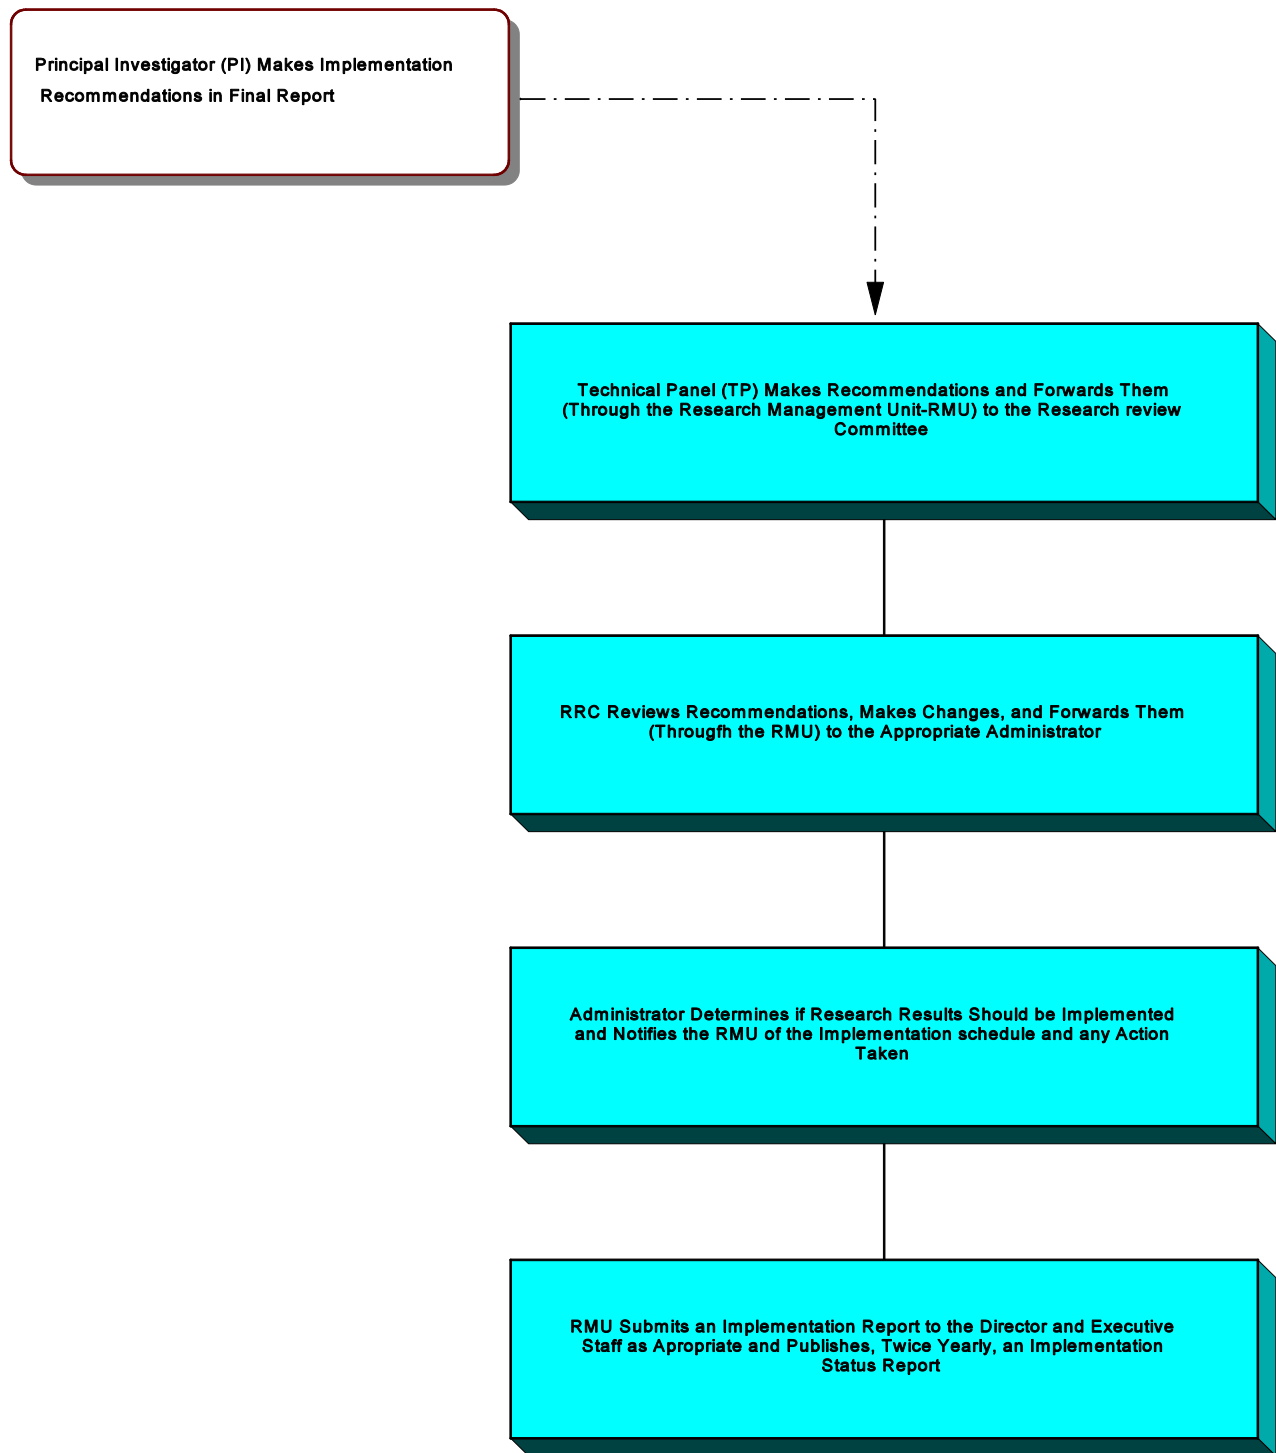 Principal Investigator (PI) Makes Implementation
Recommendations in Final Report
Technical Panel (TP) Makes Recommendations and Forwards Them
(Through the Research Management Unit-RMU) to the Research review
Committee
RRC Reviews Recommendations, Makes Changes, and Forwards Them
(Througfh the RMU) to the Appropriate Administrator
Administrator Determines if Research Results Should be Implemented
and Notifies the RMU of the Implementation schedule and any Action
Taken
RMU Submits an Implementation Report to the Director and Executive
Staff as Apropriate and Publishes, Twice Yearly, an Implementation
Status Report